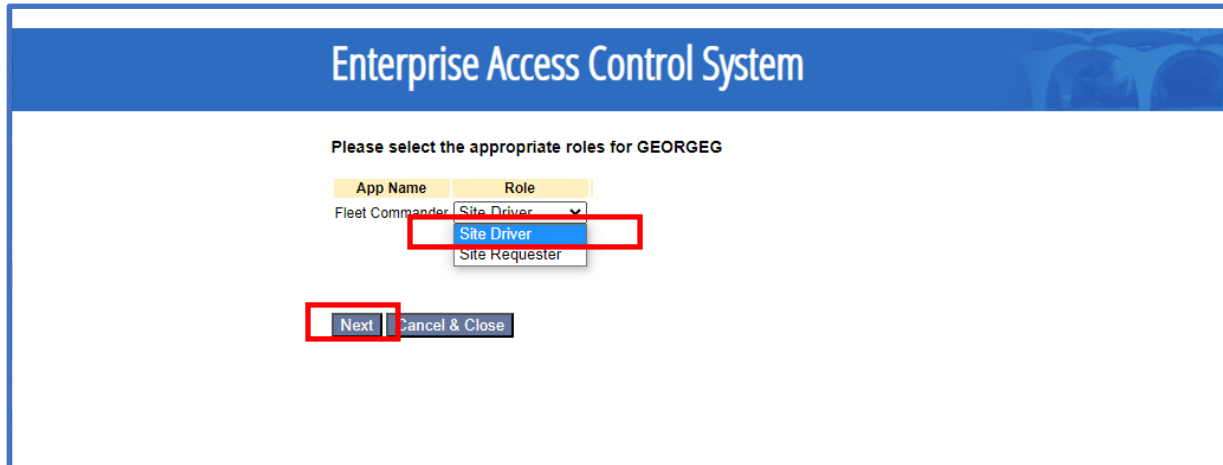 Enterprise Access Control System
Please select the appropriate roles for GEORGEG
App Name Role
Fleet Commander Site Driver
Site Driver
Site Requester
Next Cancel & Close